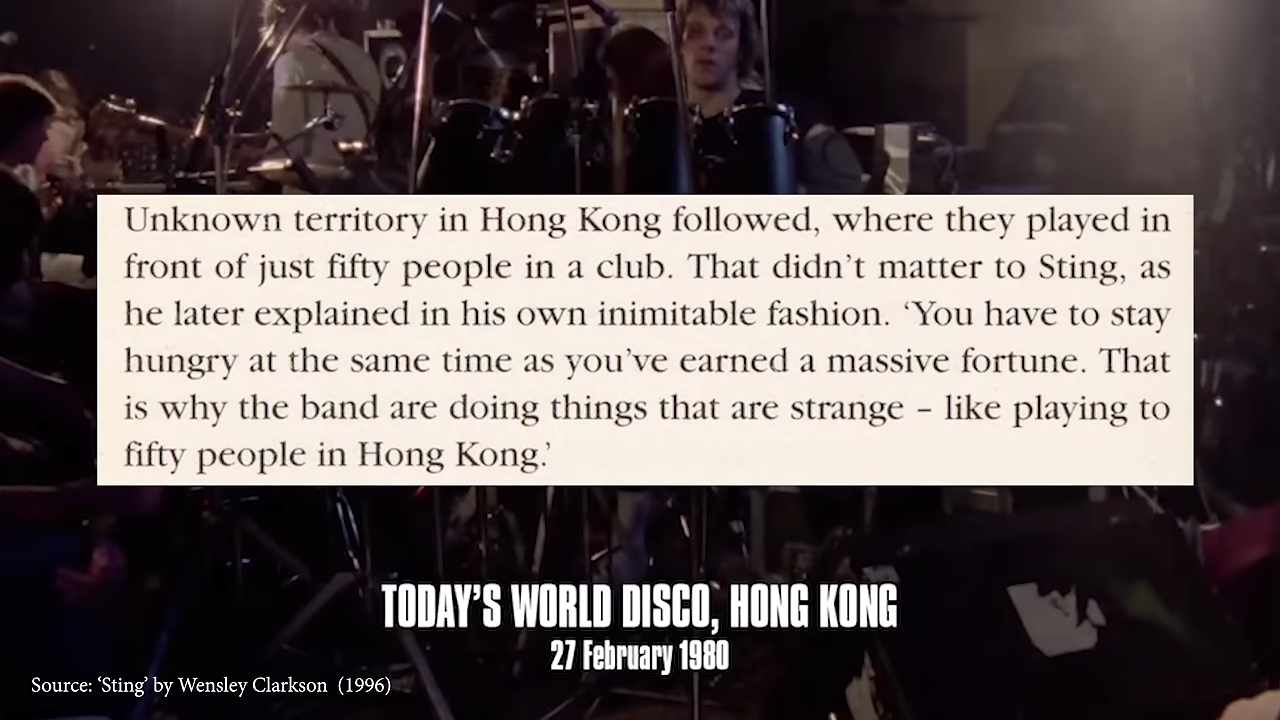 Unknown territory in Hong Kong followed, where they played in
front of just fifty people in a club. That didn’t matter to Sting, as
he later explained in his own inimitable fashion. ‘You have to stay
hungry at the same time as you’ve earned a massive fortune. That
is why the band are doing things that are strange – like playing to
fifty people in Hong Kong.’
TODAY’S WORLD DISCO, HONG KONG
27 February 1980
Source: ‘Sting’ by Wensley Clarkson (1996)